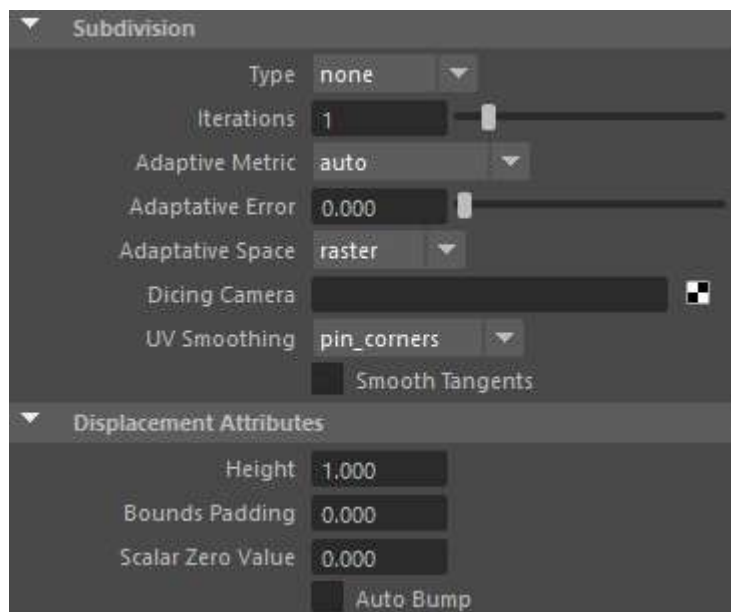 Subdivision
Type none
Iterations 1
Adaptive Metric auto
Adaptative Error 0.000
Adaptative Space raster
Dicing Camera
UV Smoothing pin_corners
Smooth Tangents
Displacement Attributes
Height 1.000
Bounds Padding 0.000
Scalar Zero Value 0.000
Auto Bump